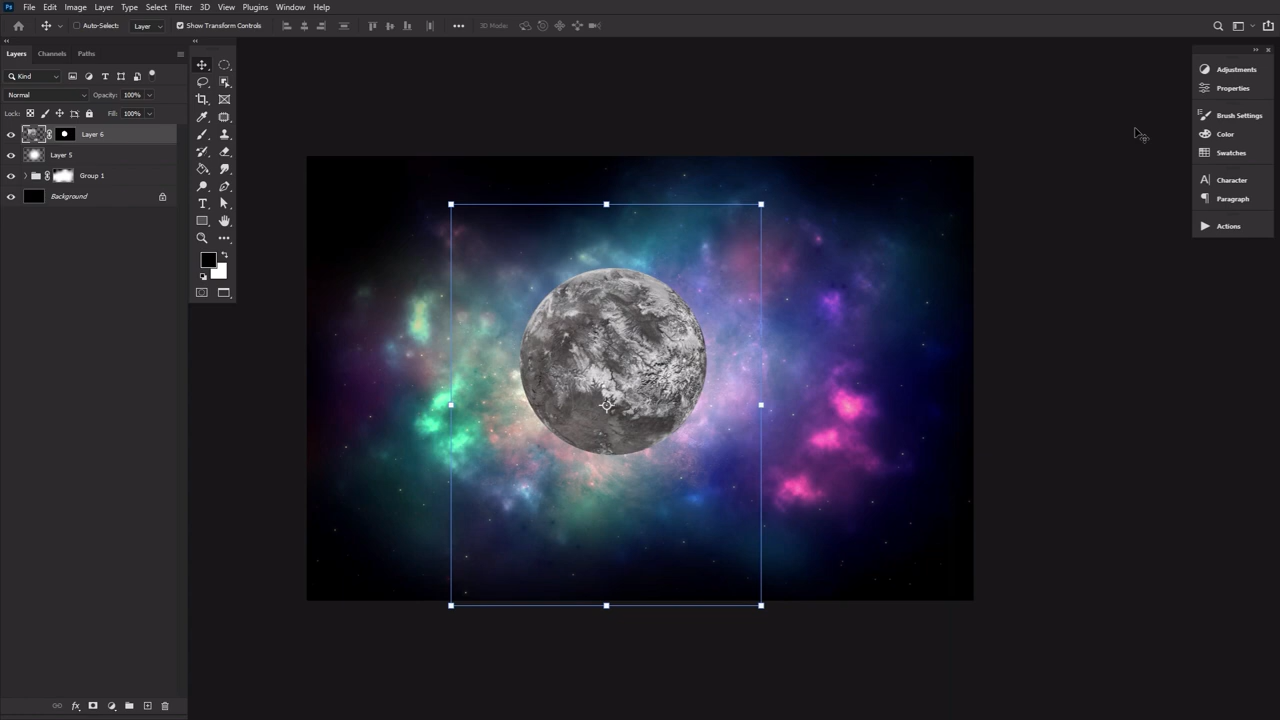 Ps File Edit Image Layer Type Select Filter 3D View Plugins Window Help
Auto-Select: Layer Show Transform Controls 3D Mode:
Layers Channels Paths
Kind
Normal Opacity: 100%
Lock: Fill: 100%
Layer 6
Layer 5
Group 1
Background
T
Adjustments
Properties
Brush Settings
Color
Swatches
Character
Paragraph
Actions